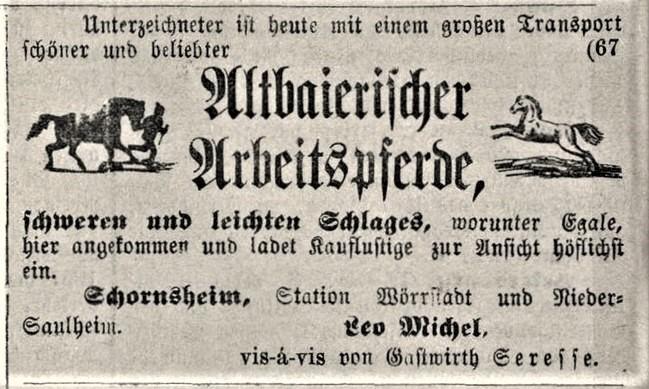 Unterzeichneter ist heute mit einem großen Transport
schöner und beliebter (67
Altbaierischer
Arbeitspferde,
schweren und leichten Schlages, worunter Egale,
hier angekommen und ladet Kauflustige zur Ansicht höflichst
ein.
Schornsheim, Station Wörrstadt und Nieder-
Saulheim. Leo Michel,
vis-á-vis von Gastwirth Seresse.